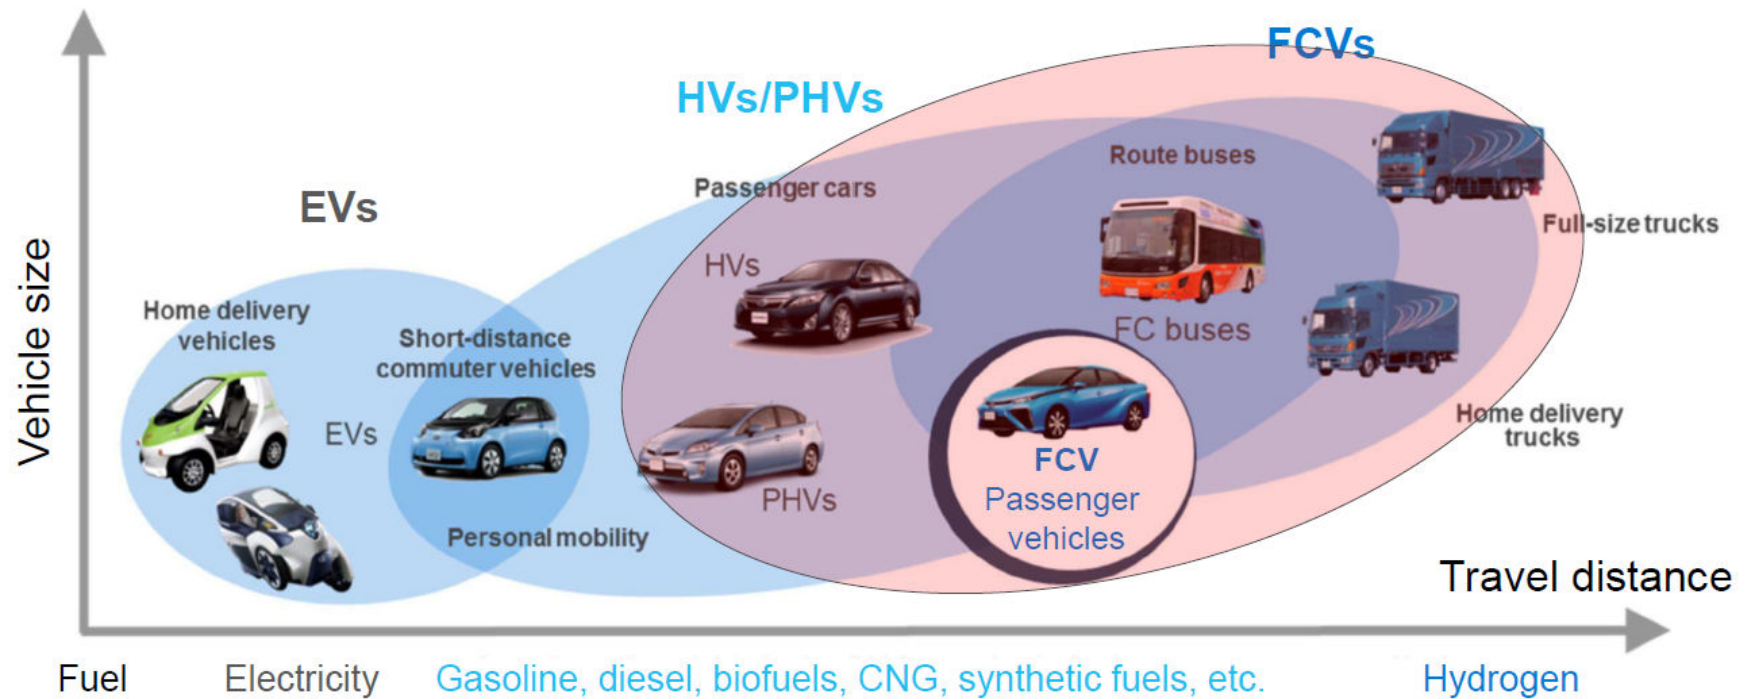 FCVs
HVs/PHVs
EVs
Route buses
Passenger cars
Full-size trucks
HVs
Home delivery
vehicles
Short-distance
commuter vehicles
EVs
FC buses
Home delivery
trucks
FCV
Passenger
vehicles
PHVs
Personal mobility
Vehicle size
Travel distance
Fuel
Electricity
Gasoline, diesel, biofuels, CNG, synthetic fuels, etc.
Hydrogen